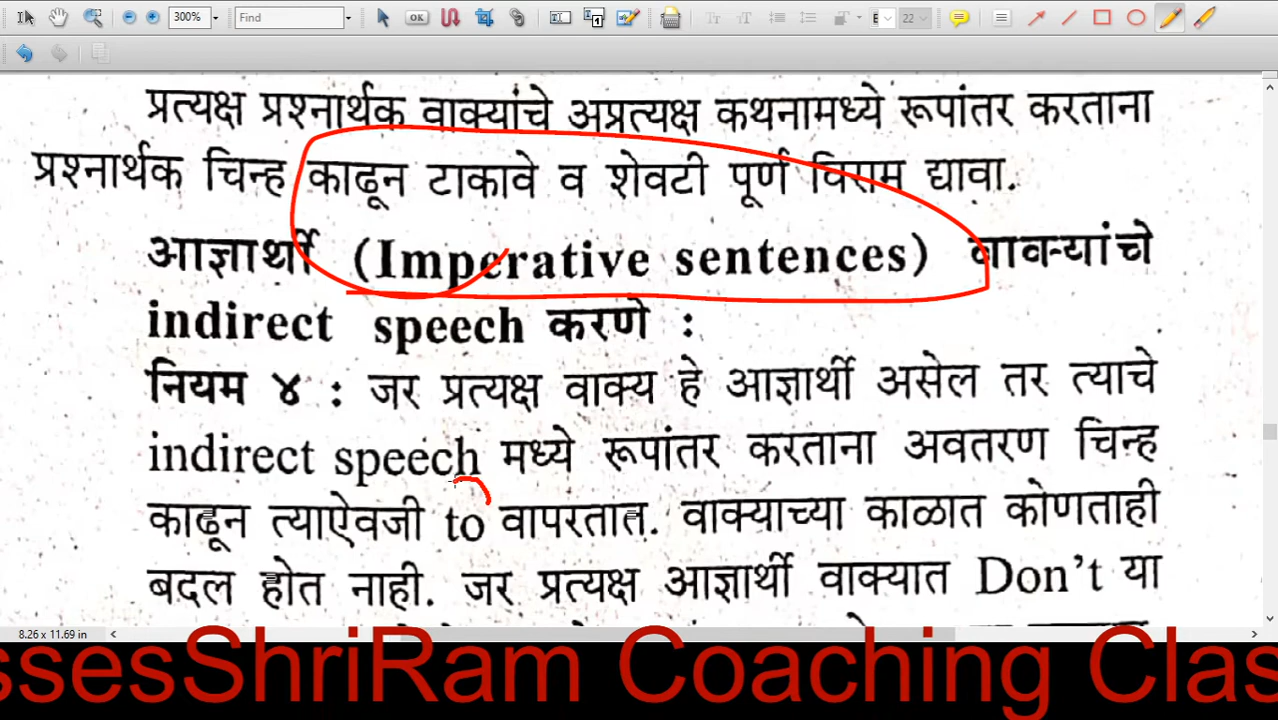 300%
Find
OK
22
प्रत्यक्ष प्रश्नार्थक वाक्यांचे अप्रत्यक्ष कथनामध्ये रूपांतर करताना
प्रश्नार्थक चिन्ह काढून टाकावे व शेवटी पूर्ण विराम द्यावा.
आज्ञार्थी (Imperative sentences) वाक्यांचे
indirect speech करणे :
नियम ४ : जर प्रत्यक्ष वाक्य हे आज्ञार्थी असेल तर त्याचे
indirect speech मध्ये रूपांतर करताना अवतरण चिन्ह
काढून त्याऐवजी to वापरतात. वाक्याच्या काळात कोणताही
बदल होत नाही. जर प्रत्यक्ष आज्ञार्थी वाक्यात Don't या
8.26 x 11.69 in
ssesShriRam Coaching Clas